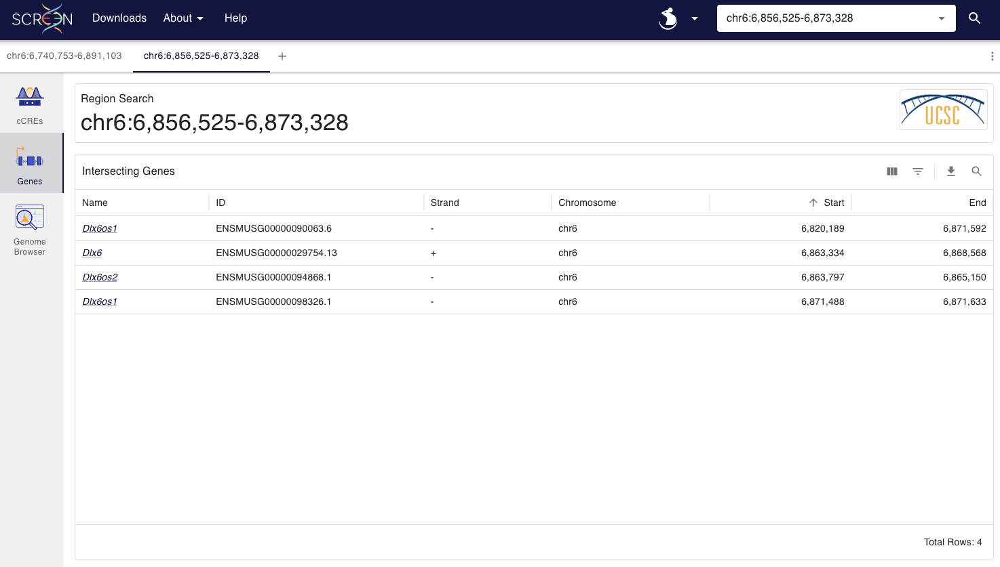 SCREEN Downloads About Help chr6:6,856,525-6,873,328
chr6:6,740,753-6,891,103 chr6:6,856,525-6,873,328 +
cCREs
Genes
Genome
Browser
Region Search
chr6:6,856,525-6,873,328
UCSC
Intersecting Genes
Name ID Strand Chromosome Start End
Dlx6os1 ENSMUSG00000090063.6 - chr6 6,820,189 6,871,592
Dlx6 ENSMUSG00000029754.13 + chr6 6,863,334 6,868,568
Dlx6os2 ENSMUSG00000094868.1 - chr6 6,863,797 6,865,150
Dlx6os1 ENSMUSG00000098326.1 - chr6 6,871,488 6,871,633
Total Rows: 4